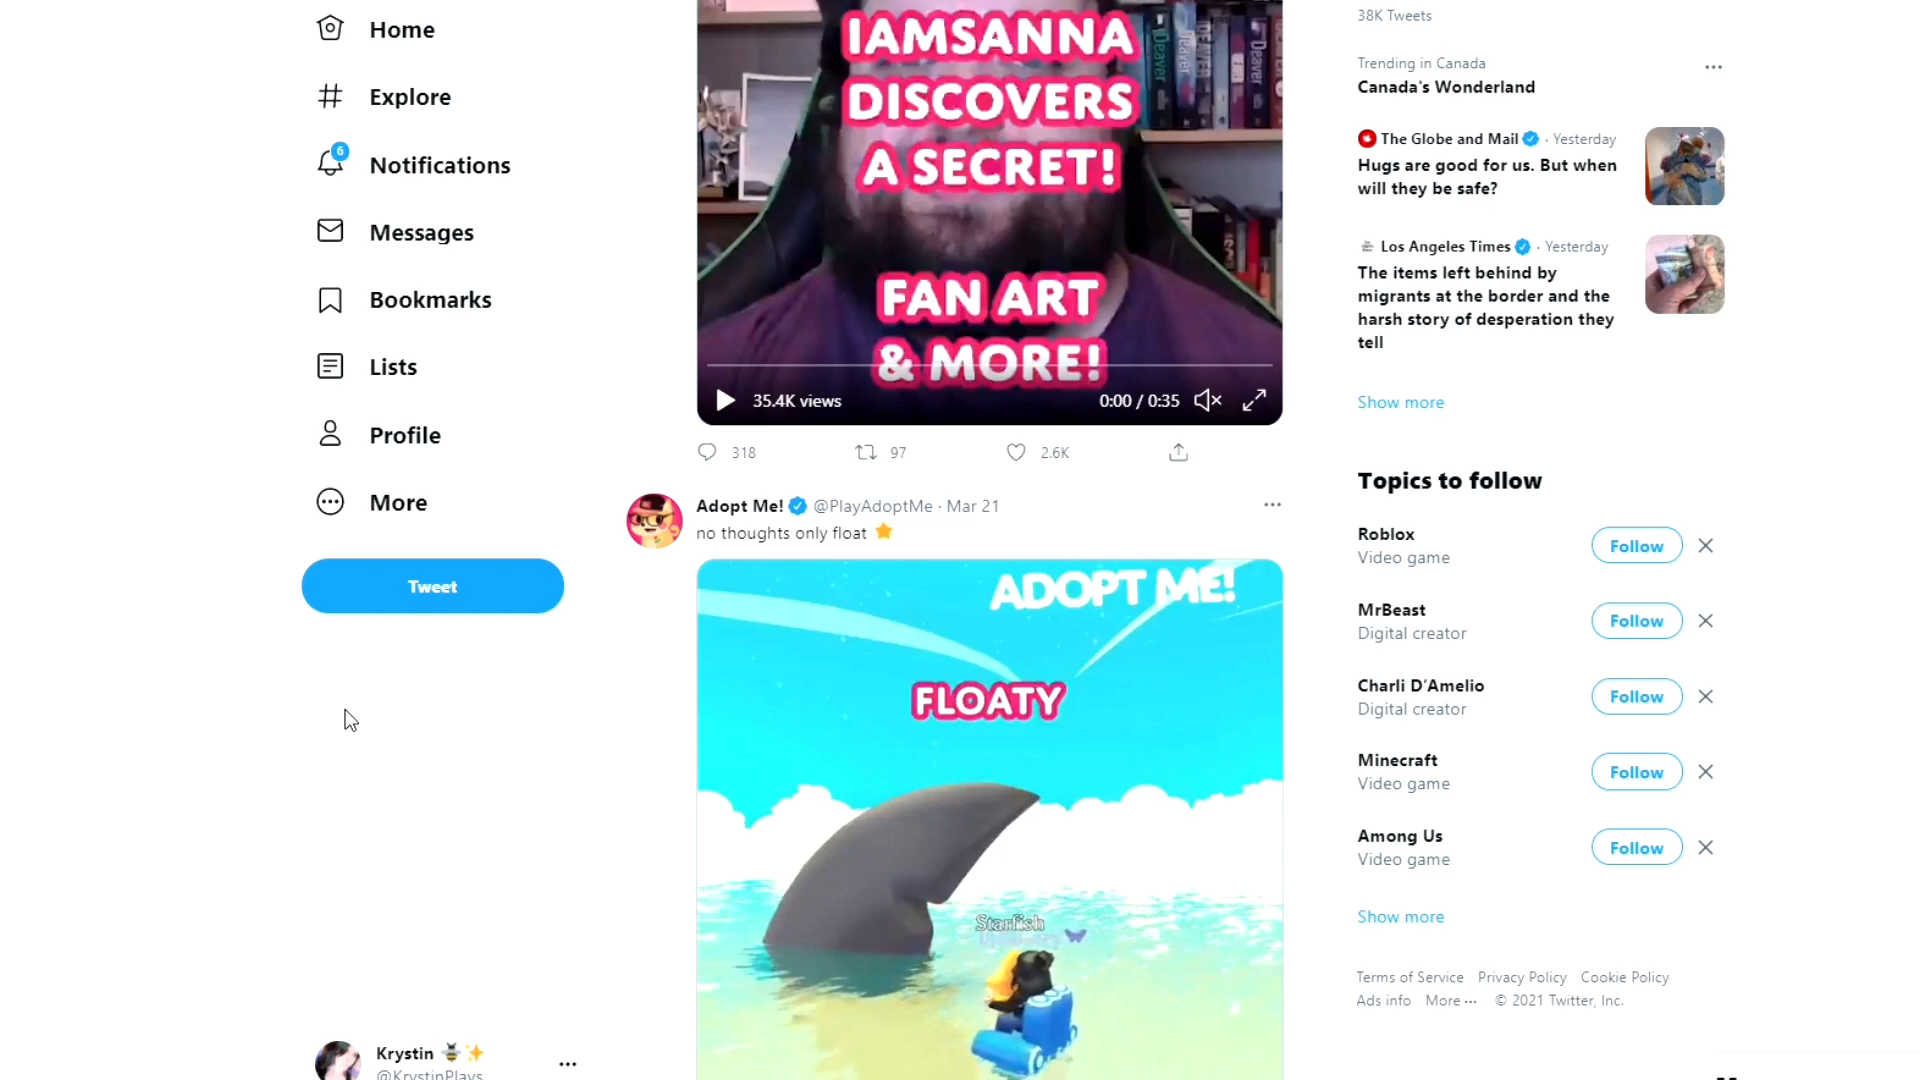 Home
Explore
6
Notifications
Messages
Bookmarks
Lists
Profile
More
Tweet
Krystin
@KrystinPlays
IAMSANNA
DISCOVERS
A SECRET!
FAN ART
& MORE!
Deaver
Deaver
35.4K views
0:00 / 0:35
318
97
2.6K
Adopt Me! @PlayAdoptMe · Mar 21
no thoughts only float
ADOPT ME!
FLOATY
Starfish
38K Tweets
Trending in Canada
Canada's Wonderland
The Globe and Mail · Yesterday
Hugs are good for us. But when
will they be safe?
Los Angeles Times · Yesterday
The items left behind by
migrants at the border and the
harsh story of desperation they
tell
Show more
Topics to follow
Roblox
Video game
Follow
MrBeast
Digital creator
Follow
Charli D'Amelio
Digital creator
Follow
Minecraft
Video game
Follow
Among Us
Video game
Follow
Show more
Terms of Service Privacy Policy Cookie Policy
Ads info More ··· © 2021 Twitter, Inc.